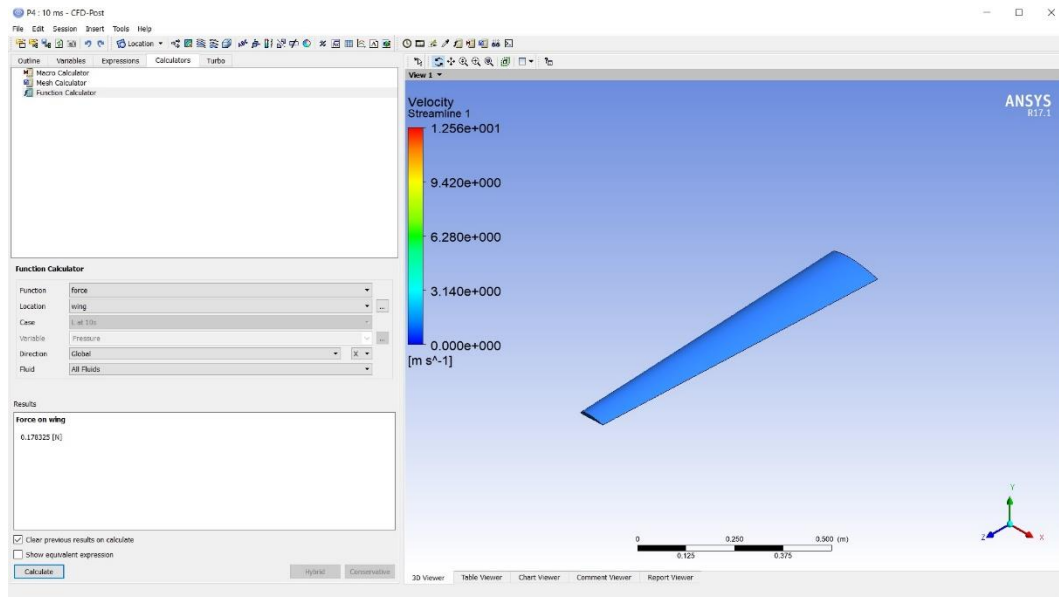 P4 : 10 ms - CFD-Post
File Edit Session Insert Tools Help
Location
Outline Variables Expressions Calculators Turbo
Macro Calculator
Mesh Calculator
Function Calculator
Function Calculator
Function force
Location wing
Case L at 10s
Variable Pressure
Direction Global X
Fluid All Fluids
Results
Force on wing
0.178325 [N]
Clear previous results on calculate
Show equivalent expression
Calculate Hybrid Conservative
View 1
Velocity
Streamline 1
1.256e+001
9.420e+000
6.280e+000
3.140e+000
0.000e+000
[m s^-1]
ANSYS
R17.1
Y
Z X
0 0.250 0.500 (m)
0.125 0.375
3D Viewer Table Viewer Chart Viewer Comment Viewer Report Viewer